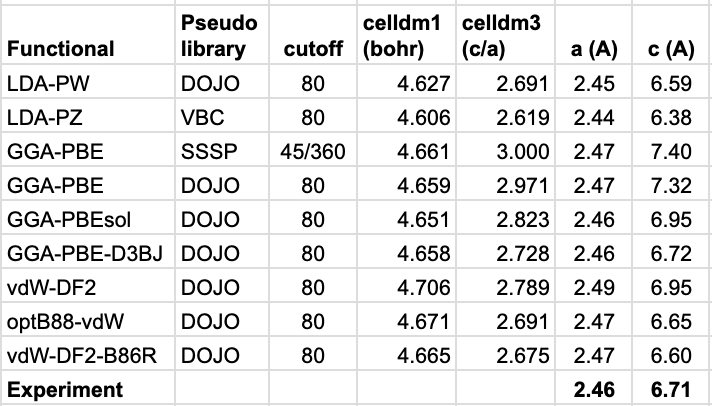 Functional Pseudo library cutoff celldm1 (bohr) celldm3 (c/a) a (A) c (A)
LDA-PW DOJO 80 4.627 2.691 2.45 6.59
LDA-PZ VBC 80 4.606 2.619 2.44 6.38
GGA-PBE SSSP 45/360 4.661 3.000 2.47 7.40
GGA-PBE DOJO 80 4.659 2.971 2.47 7.32
GGA-PBEsol DOJO 80 4.651 2.823 2.46 6.95
GGA-PBE-D3BJ DOJO 80 4.658 2.728 2.46 6.72
vdW-DF2 DOJO 80 4.706 2.789 2.49 6.95
optB88-vdW DOJO 80 4.671 2.691 2.47 6.65
vdW-DF2-B86R DOJO 80 4.665 2.675 2.47 6.60
Experiment 2.46 6.71